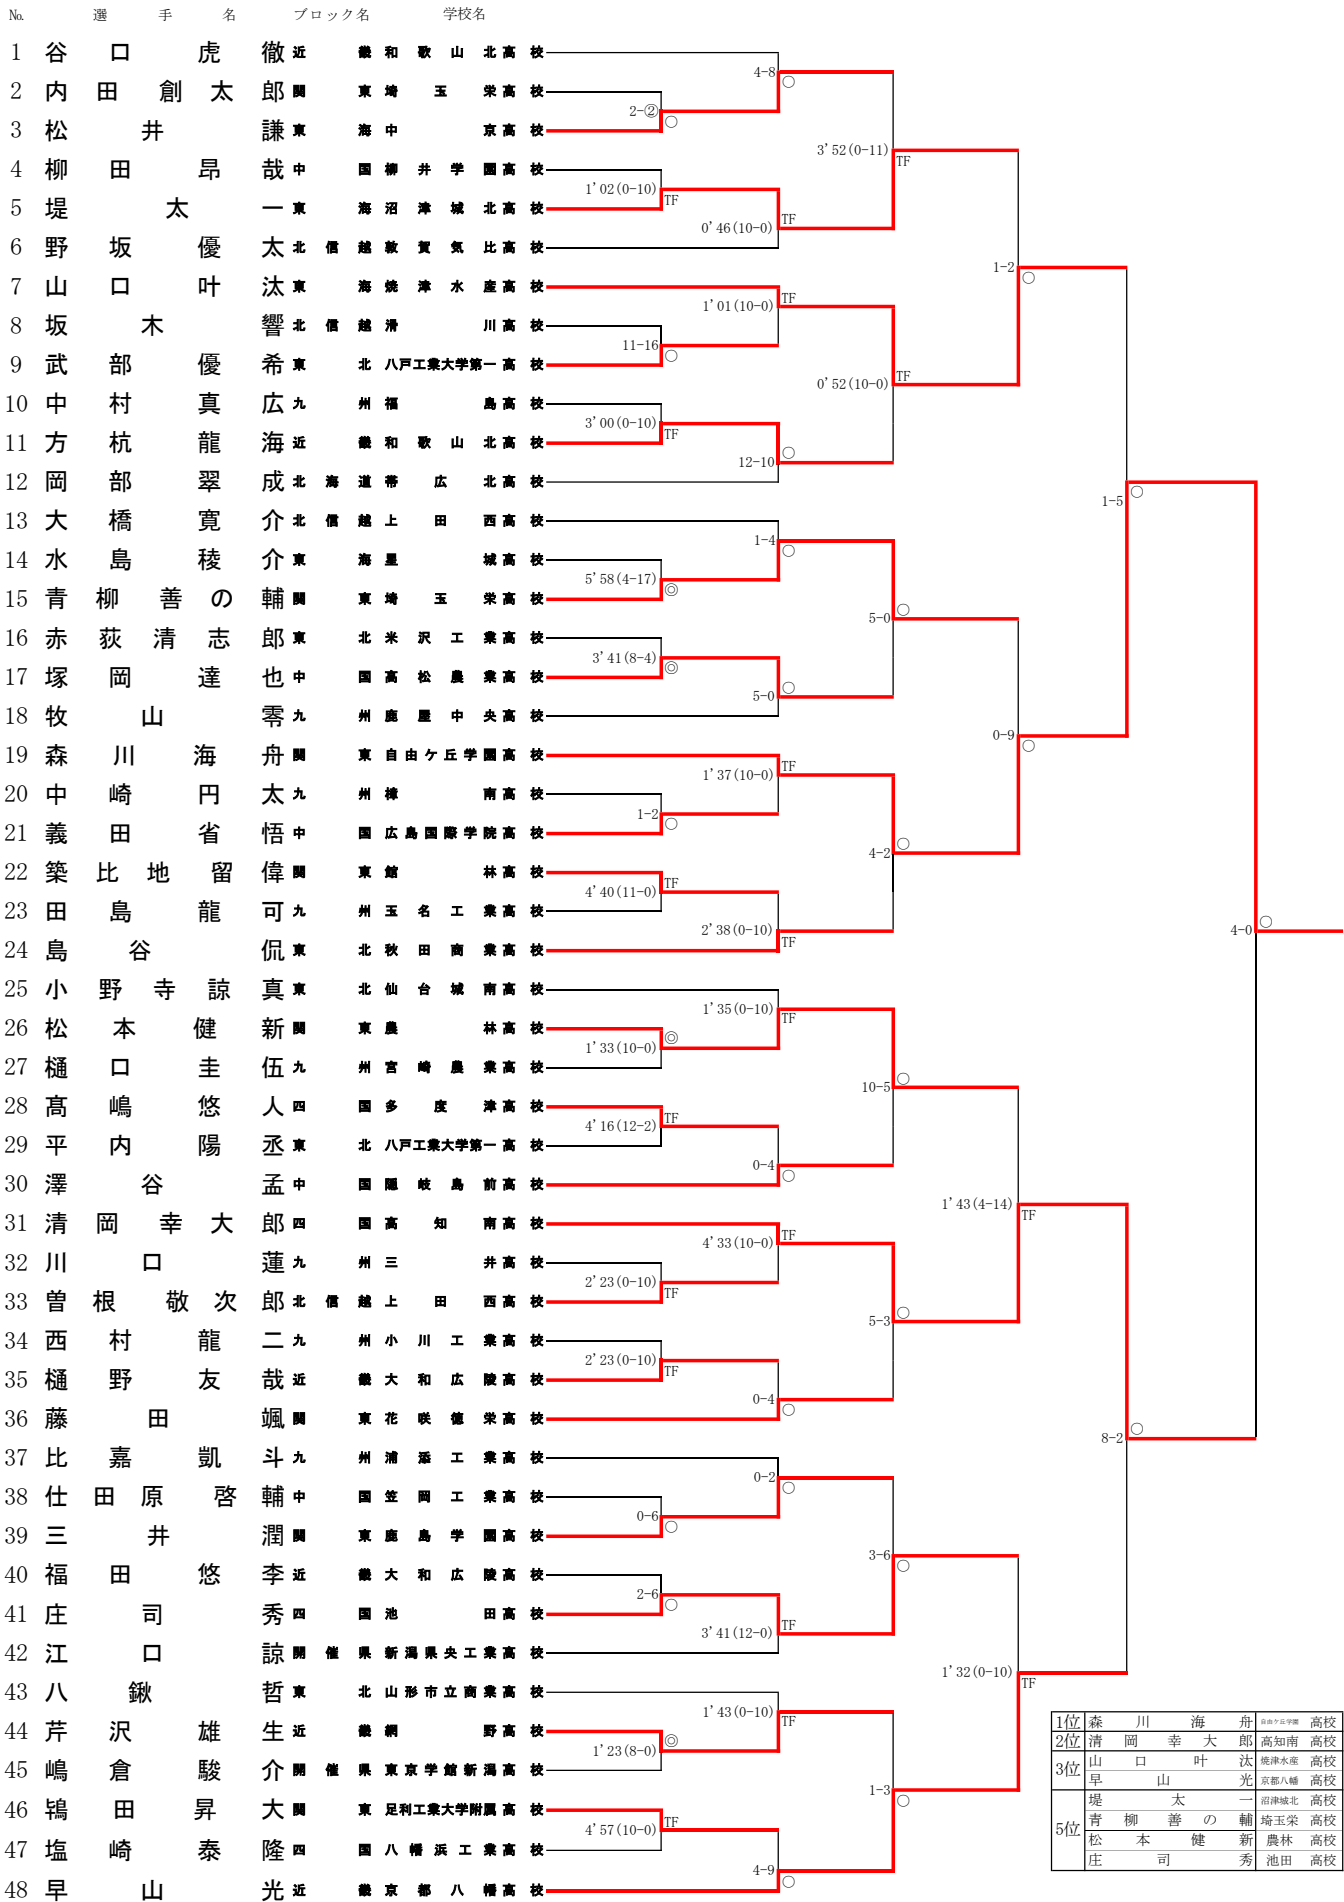 № 選手名 ブロック名 学校名
1 谷口虎徹 近畿 和歌山北高校
4-8
2 内田創太郎 関東 埼玉栄高校
2-②
3 松井謙 東海 中京高校
3'52(0-11) TF
4 柳田昂哉 中国 柳井学園高校
1'02(0-10) TF
5 堤太一 東海 沼津城北高校
0'46(10-0) TF
6 野坂優太 北信越 敦賀気比高校
1-2
7 山口叶汰 東海 焼津水産高校
1'01(10-0) TF
8 坂木響 北信越 滑川高校
11-16
9 武部優希 東北 八戸工業大学第一高校
0'52(10-0) TF
10 中村真広 九州 福島高校
3'00(0-10) TF
11 方杭龍海 近畿 和歌山北高校
12-10
12 岡部翠成 北海道 帯広北高校
1-5
13 大橋寛介 北信越 上田西高校
1-4
14 水島稜介 東海 星城高校
5'58(4-17)
15 青柳善の輔 関東 埼玉栄高校
5-0
16 赤荻清志郎 東北 米沢工業高校
3'41(8-4)
17 塚岡達也 中国 高松農業高校
5-0
18 牧山零 九州 鹿屋中央高校
0-9
19 森川海舟 関東 自由ケ丘学園高校
1'37(10-0) TF
20 中崎円太 九州 樟南高校
1-2
21 義田省悟 中国 広島国際学院高校
4-2
22 築比地留偉 関東 館林高校
4'40(11-0) TF
23 田島龍可 九州 玉名工業高校
2'38(0-10) TF
4-0
24 島谷侃 東北 秋田商業高校
25 小野寺諒真 東北 仙台城南高校
1'35(0-10) TF
26 松本健新 関東 農林高校
1'33(10-0)
27 樋口圭伍 九州 宮崎農業高校
10-5
28 髙嶋悠人 四国 多度津高校
4'16(12-2) TF
29 平内陽丞 東北 八戸工業大学第一高校
0-4
30 澤谷孟 中国 隠岐島前高校
1'43(4-14) TF
31 清岡幸大郎 四国 高知南高校
4'33(10-0) TF
32 川口蓮 九州 三井高校
2'23(0-10) TF
33 曽根敬次郎 北信越 上田西高校
5-3
34 西村龍二 九州 小川工業高校
2'23(0-10) TF
35 樋野友哉 近畿 大和広陵高校
0-4
36 藤田颯 関東 花咲徳栄高校
8-2
37 比嘉凱斗 九州 浦添工業高校
0-2
38 仕田原啓輔 中国 笠岡工業高校
0-6
39 三井潤 関東 鹿島学園高校
3-6
40 福田悠李 近畿 大和広陵高校
2-6
41 庄司秀 四国 池田高校
3'41(12-0) TF
42 江口諒 開催県 新潟県央工業高校
1'32(0-10) TF
43 八鍬哲 東北 山形市立商業高校
1'43(0-10) TF
44 芹沢雄生 近畿 網野高校
1'23(8-0)
45 嶋倉駿介 開催県 東京学館新潟高校
1-3
46 鴇田昇大 関東 足利工業大学附属高校
4'57(10-0) TF
47 塩崎泰隆 四国 八幡浜工業高校
4-9
48 早山光 近畿 京都八幡高校
1位 森川海舟 自由ケ丘学園 高校
2位 清岡幸大郎 高知南 高校
3位 山口叶汰 焼津水産 高校
早山光 京都八幡 高校
5位 堤太一 沼津城北 高校
青柳善の輔 埼玉栄 高校
松本健新 農林 高校
庄司秀 池田 高校